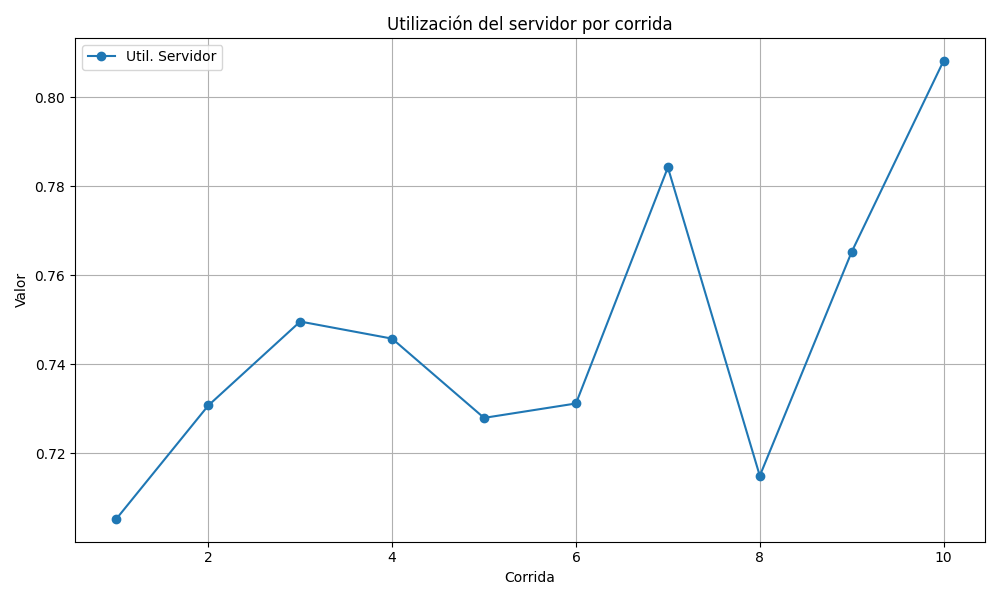 Utilización del servidor por corrida
Util. Servidor
Valor
0.80
0.78
0.76
0.74
0.72
2 4 6 8 10
Corrida